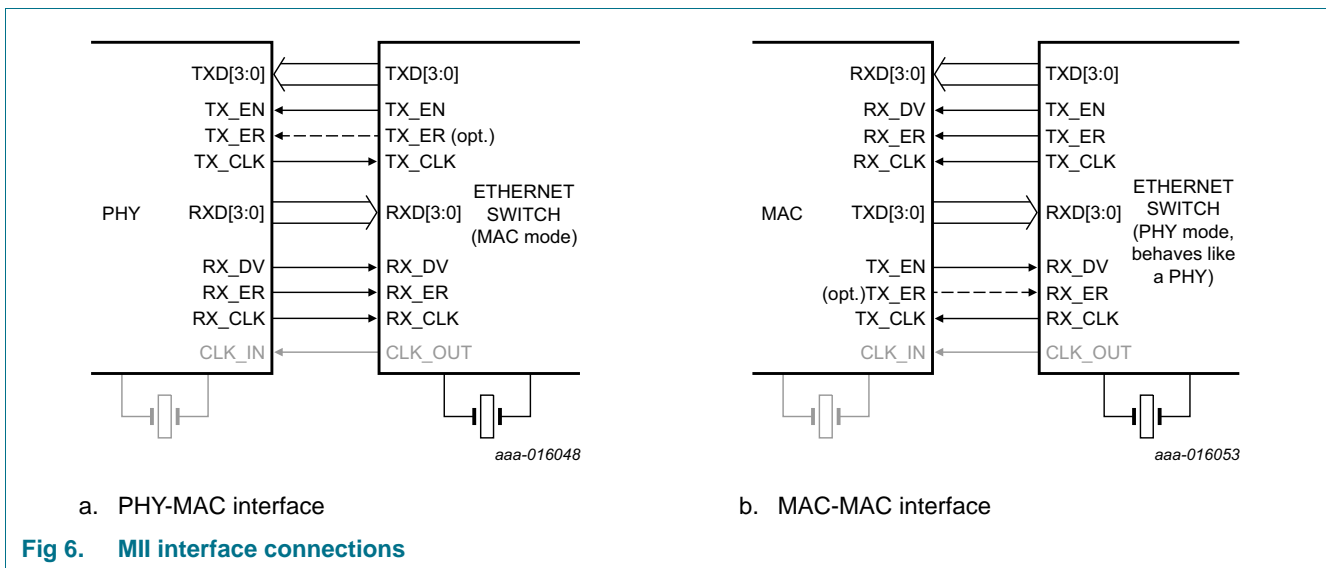 TXD[3:0] TXD[3:0]
TX_EN TX_EN
TX_ER TX_ER (opt.)
TX_CLK TX_CLK
PHY RXD[3:0] RXD[3:0]
ETHERNET
SWITCH
(MAC mode)
RX_DV RX_DV
RX_ER RX_ER
RX_CLK RX_CLK
CLK_IN CLK_OUT
aaa-016048
a. PHY-MAC interface
RXD[3:0] TXD[3:0]
RX_DV TX_EN
RX_ER TX_ER
RX_CLK TX_CLK
MAC TXD[3:0] RXD[3:0]
ETHERNET
SWITCH
(PHY mode,
behaves like
a PHY)
TX_EN RX_DV
(opt.)TX_ER RX_ER
TX_CLK RX_CLK
CLK_IN CLK_OUT
aaa-016053
b. MAC-MAC interface
Fig 6. MII interface connections